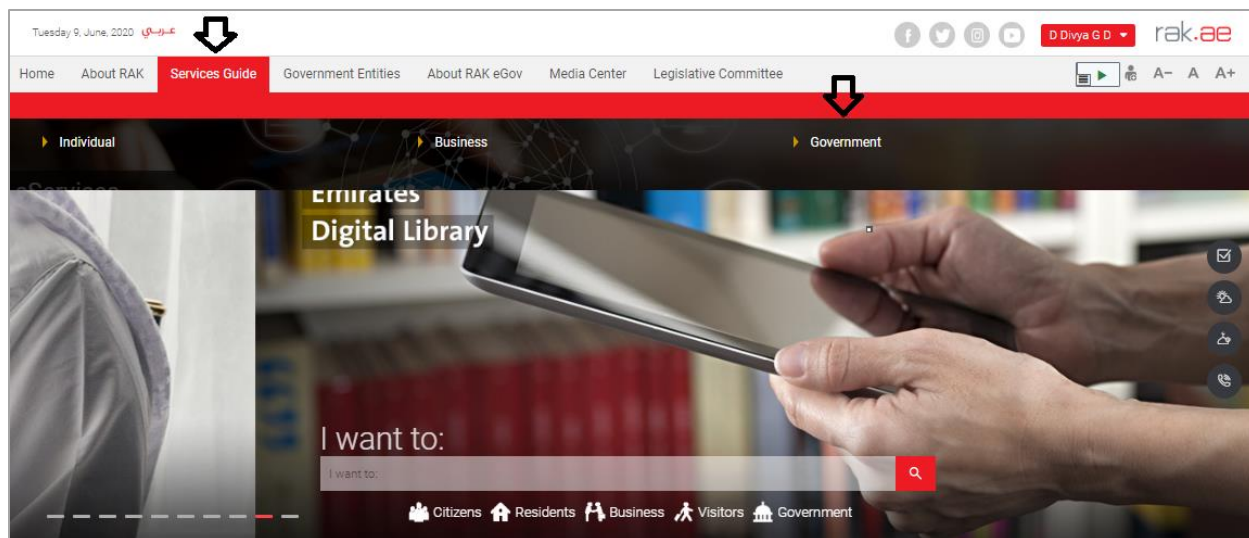 Tuesday 9, June, 2020 عربي
D Divya G D
rak.ae
Home About RAK Services Guide Government Entities About RAK eGov Media Center Legislative Committee
A- A A+
Individual Business Government
eServices
Emirates
Digital Library
I want to:
I want to:
Citizens Residents Business Visitors Government